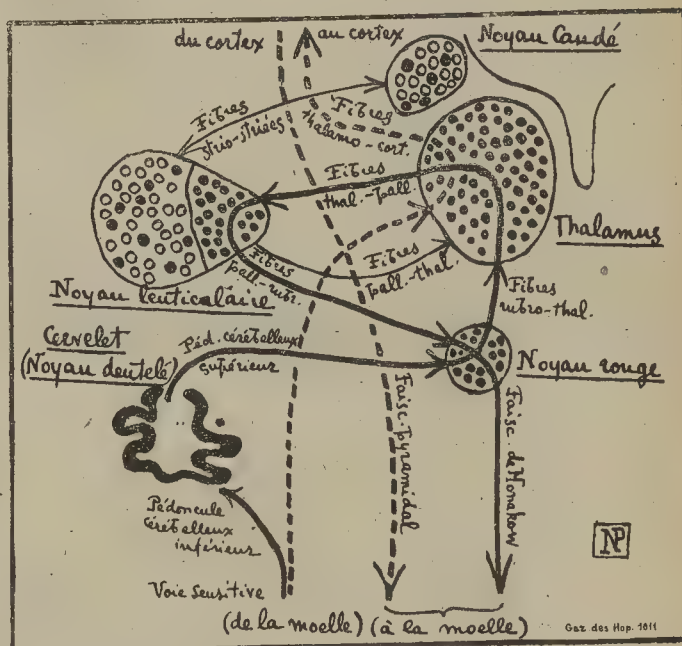 du cortex
au cortex
Noyau Caudé
Fibres
strio-striées
Fibres
thalamo-cort.
Fibres
thal.-pall.
Thalamus
Fibres
pall-rubr.
Fibres
pall-thal.
Noyau lenticulaire
Fibres
rubro-thal.
Cervelet
(Noyau dentelé)
Péd. cérébelleux
supérieur
Noyau rouge
Faisc. pyramidal
Faisc. de Monakow
Pédoncule
cérébelleux
inférieur
NP
Voie sensitive
(de la moelle) (à la moelle)
Gaz des Hop. 1611